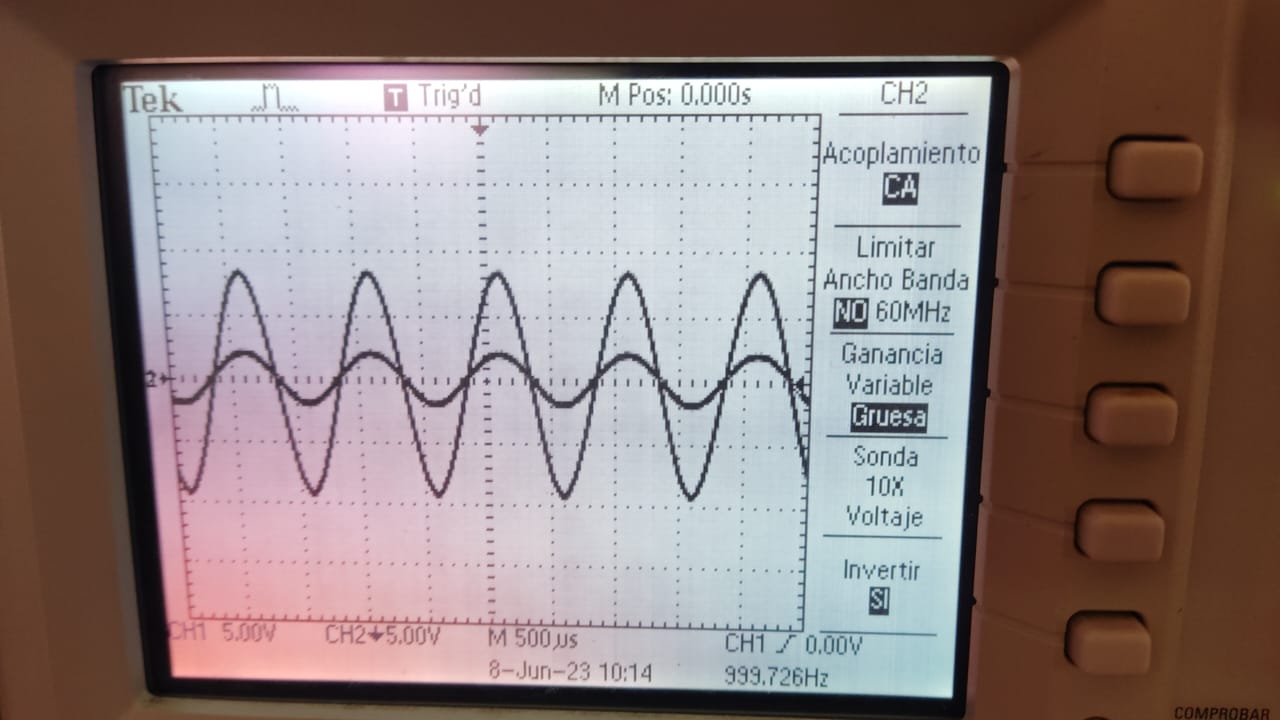 Tek T Trig'd M Pos: 0.000s CH2
Acoplamiento
CA
Limitar
Ancho Banda
NO 60MHz
Ganancia
Variable
Gruesa
2
Sonda
10X
Voltaje
Invertir
SI
CH1 5.00V CH2 5.00V M 500µs CH1 0.00V
8-Jun-23 10:14 999.726Hz
COMPROBAR